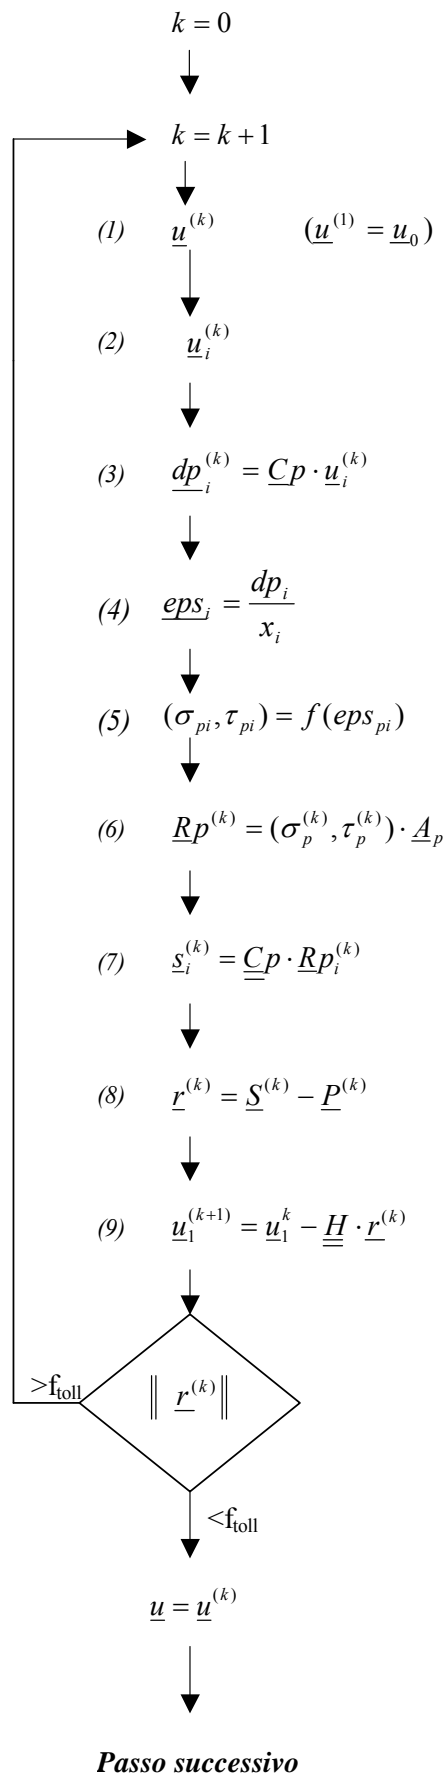 k = 0
k = k + 1
(1) u^(k) (u^(1) = u_0)
(2) u_i^(k)
(3) dp_i^(k) = Cp · u_i^(k)
(4) eps_i = dp_i / x_i
(5) (σ_pi, τ_pi) = f(eps_pi)
(6) Rp^(k) = (σ_p^(k), τ_p^(k)) · A_p
(7) s_i^(k) = Cp · Rp_i^(k)
(8) r^(k) = S^(k) − P^(k)
(9) u_1^(k+1) = u_1^k − H · r^(k)
>f_toll
‖ r^(k) ‖
<f_toll
u = u^(k)
Passo successivo